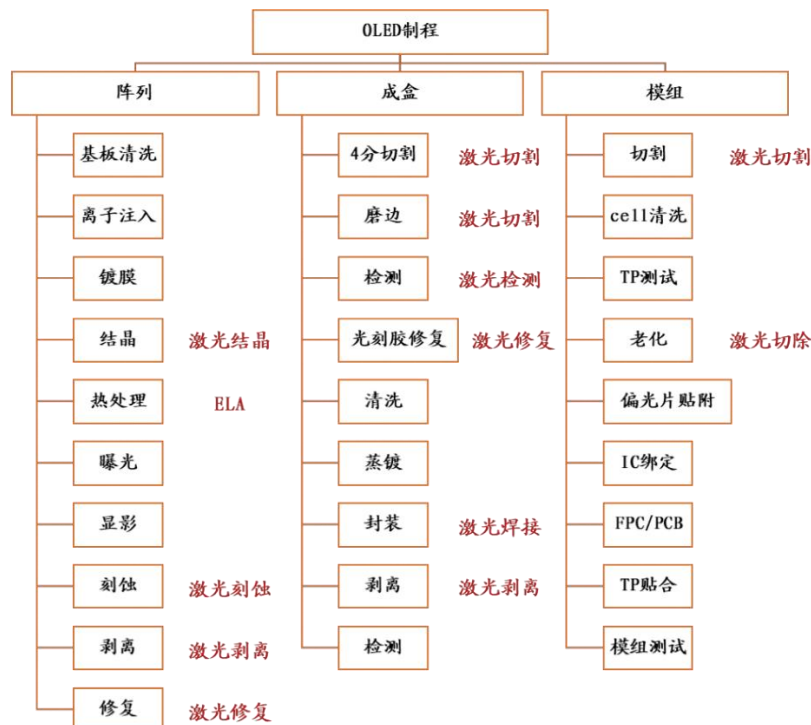 OLED制程
阵列
成盒
模组
基板清洗
4分切割
激光切割
切割
激光切割
离子注入
磨边
激光切割
cell清洗
镀膜
检测
激光检测
TP测试
结晶
激光结晶
光刻胶修复
激光修复
老化
激光切除
热处理
ELA
清洗
偏光片贴附
曝光
蒸镀
IC绑定
显影
封装
激光焊接
FPC/PCB
刻蚀
激光刻蚀
剥离
激光剥离
TP贴合
剥离
激光剥离
检测
模组测试
修复
激光修复